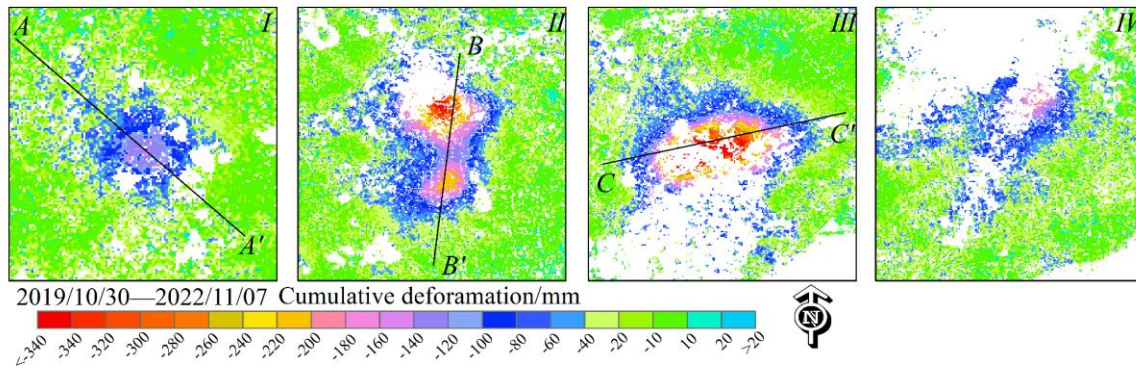 A I
A'
B II
B'
III
C C'
IV
2019/10/30—2022/11/07 Cumulative deforamation/mm
N
<-340 -340 -320 -300 -280 -260 -240 -220 -200 -180 -160 -140 -120 -100 -80 -60 -40 -20 -10 10 20 >20